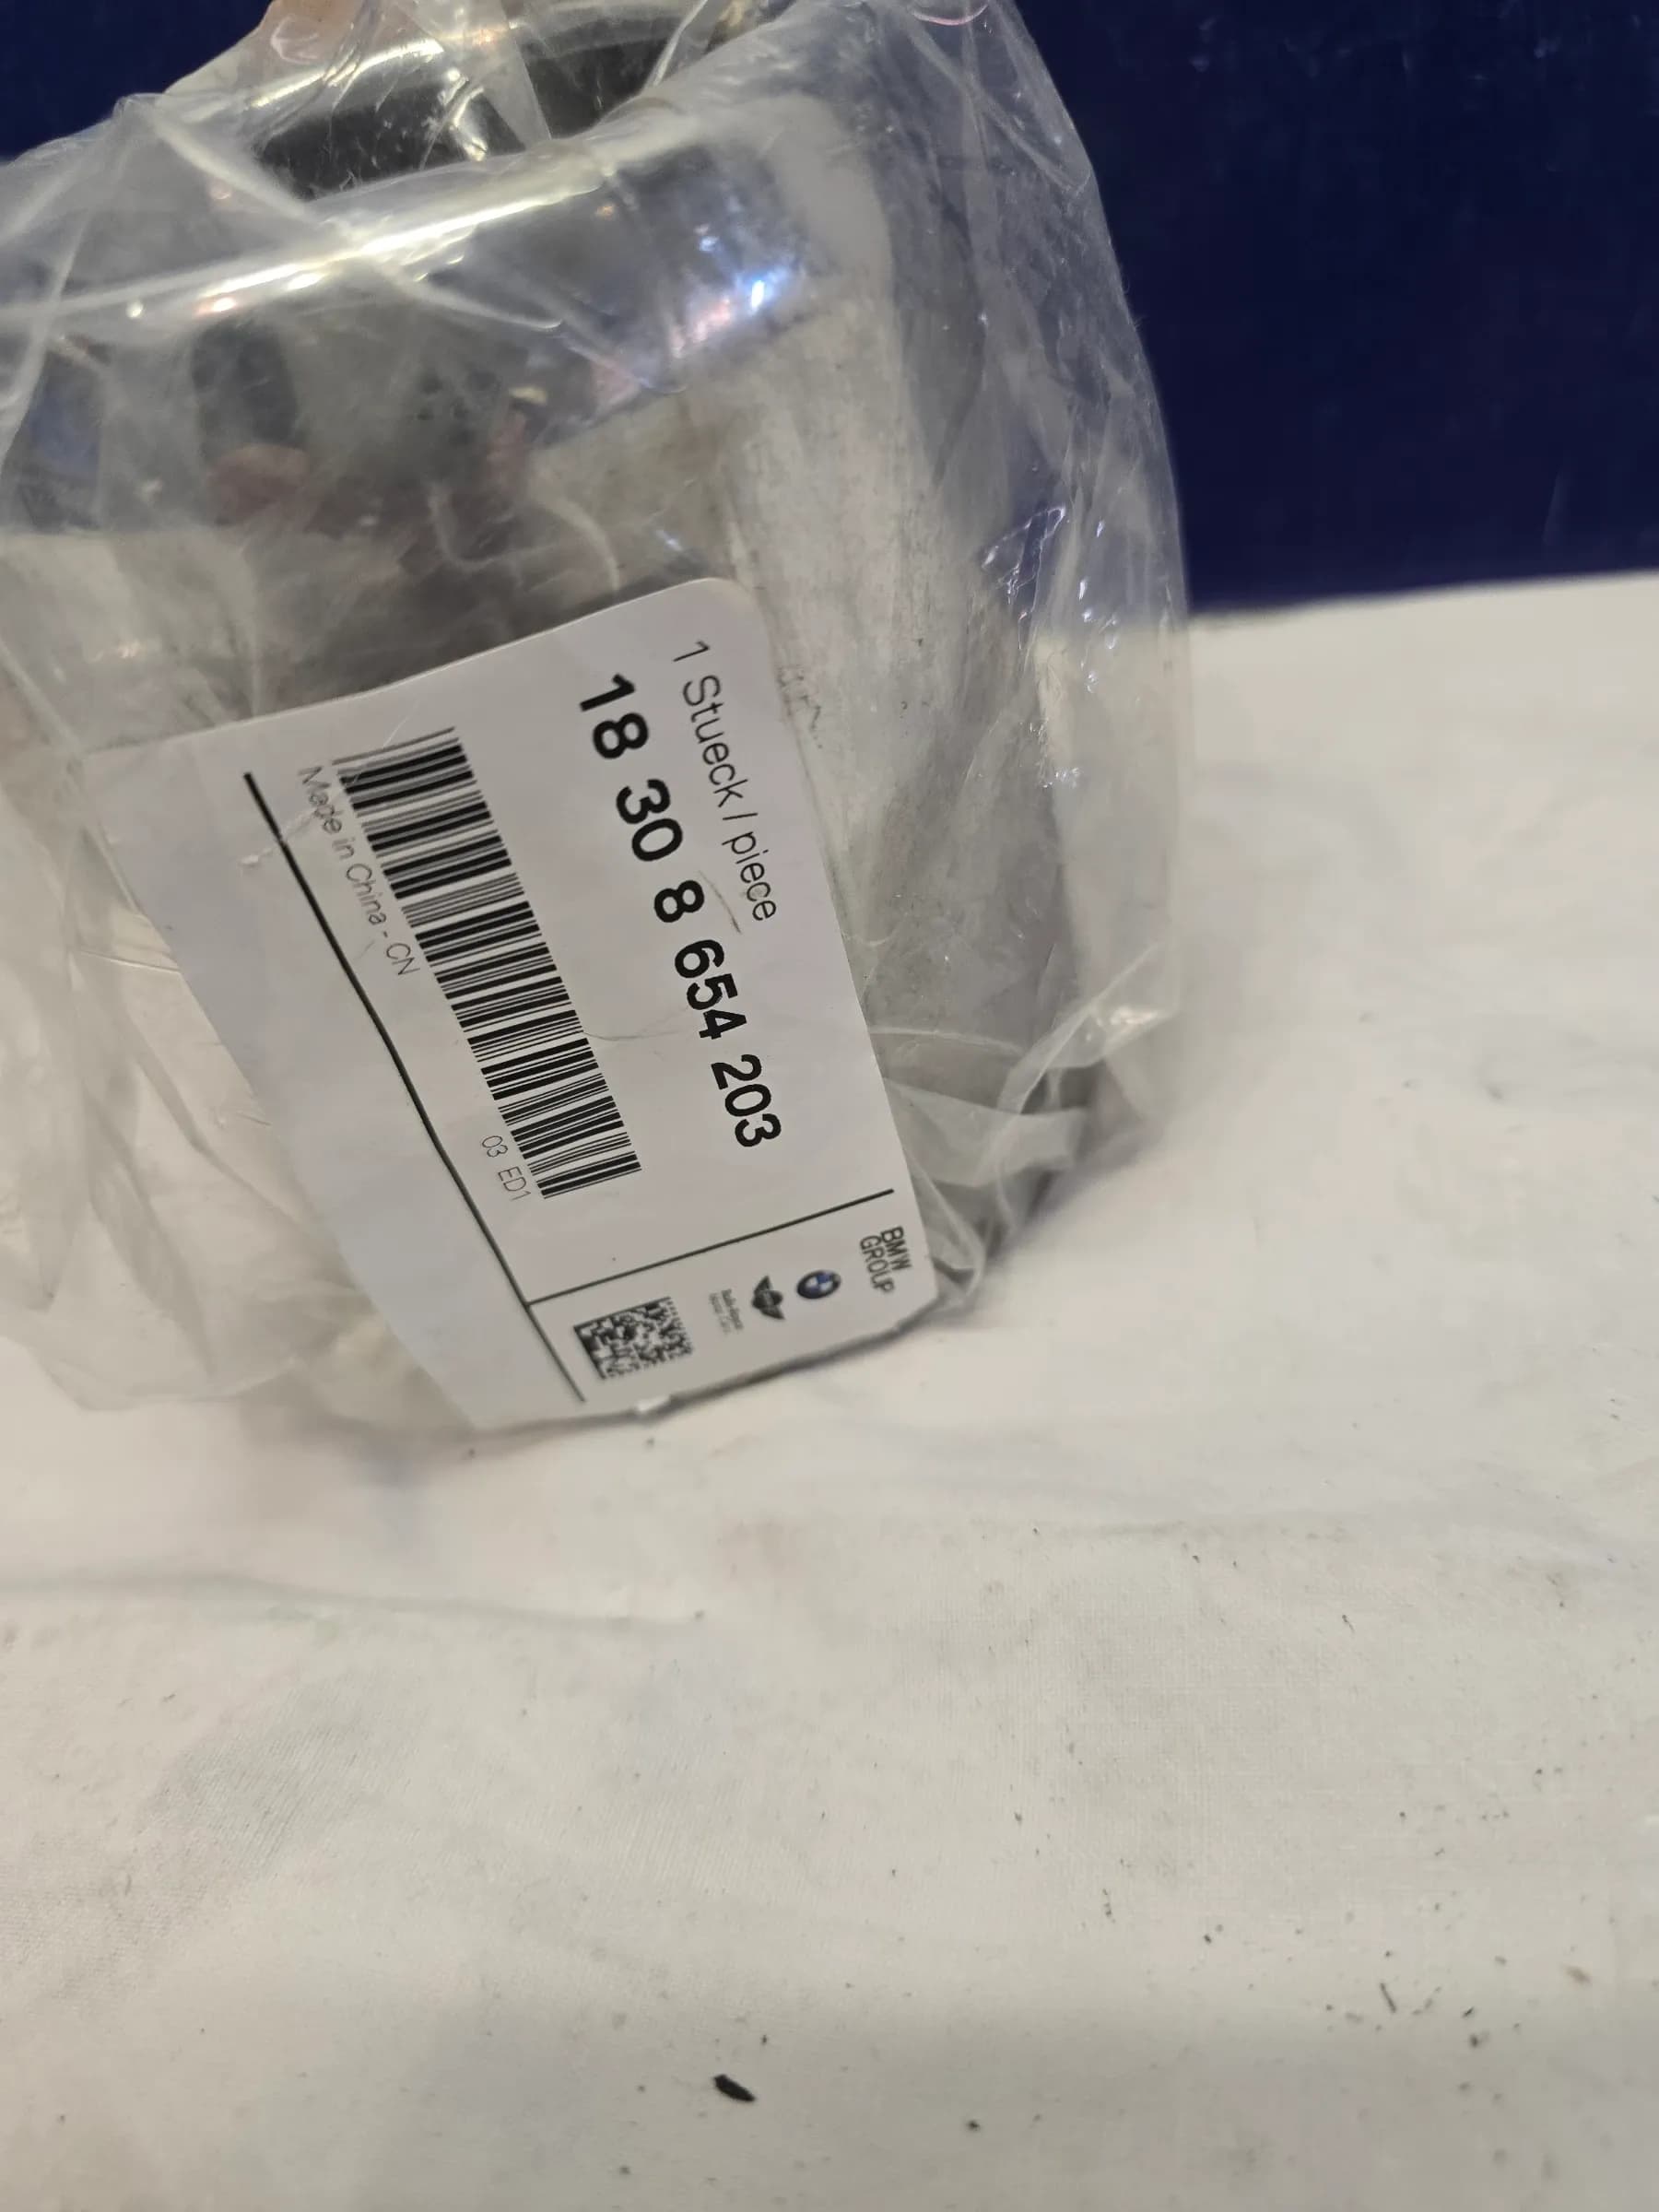 1 Stueck / piece
18 30 8 654 203
Made in China - CN
03 ED1
BMW
GROUP